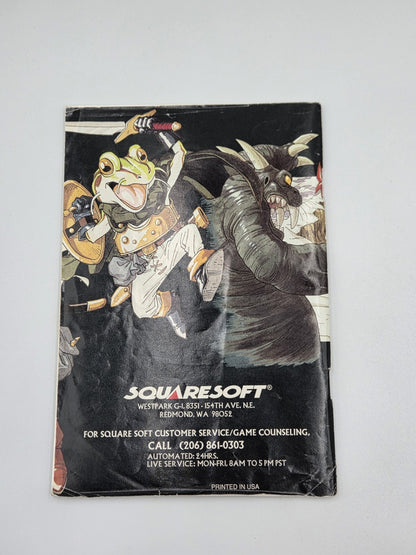 SQUARESOFT®
WESTPARK G-1, 8351 - 154TH AVE. N.E.
REDMOND, WA 98052
FOR SQUARE SOFT CUSTOMER SERVICE/GAME COUNSELING,
CALL (206) 861-0303
AUTOMATED: 24HRS.
LIVE SERVICE: MON-FRI, 8AM TO 5 PM PST
PRINTED IN USA